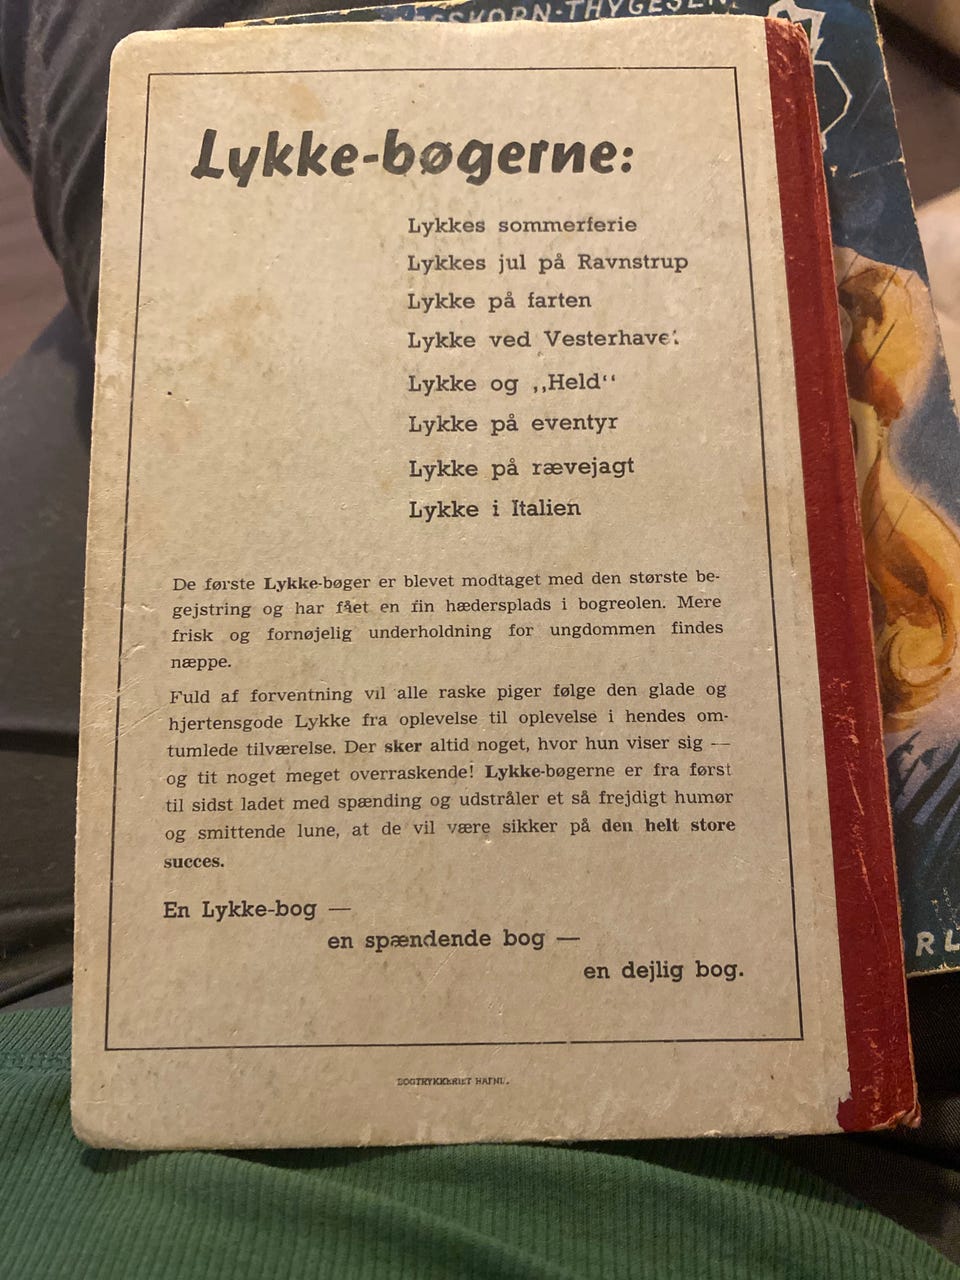 -THYGESEN
Lykke-bøgerne:
Lykkes sommerferie
Lykkes jul på Ravnstrup
Lykke på farten
Lykke ved Vesterhavet
Lykke og „Held“
Lykke på eventyr
Lykke på rævejagt
Lykke i Italien
De første Lykke-bøger er blevet modtaget med den største be-
gejstring og har fået en fin hædersplads i bogreolen. Mere
frisk og fornøjelig underholdning for ungdommen findes
næppe.
Fuld af forventning vil alle raske piger følge den glade og
hjertensgode Lykke fra oplevelse til oplevelse i hendes om-
tumlede tilværelse. Der sker altid noget, hvor hun viser sig —
og tit noget meget overraskende! Lykke-bøgerne er fra først
til sidst ladet med spænding og udstråler et så frejdigt humør
og smittende lune, at de vil være sikker på den helt store
succes.
En Lykke-bog —
en spændende bog —
en dejlig bog.
BOGTRYKKERIET
RL